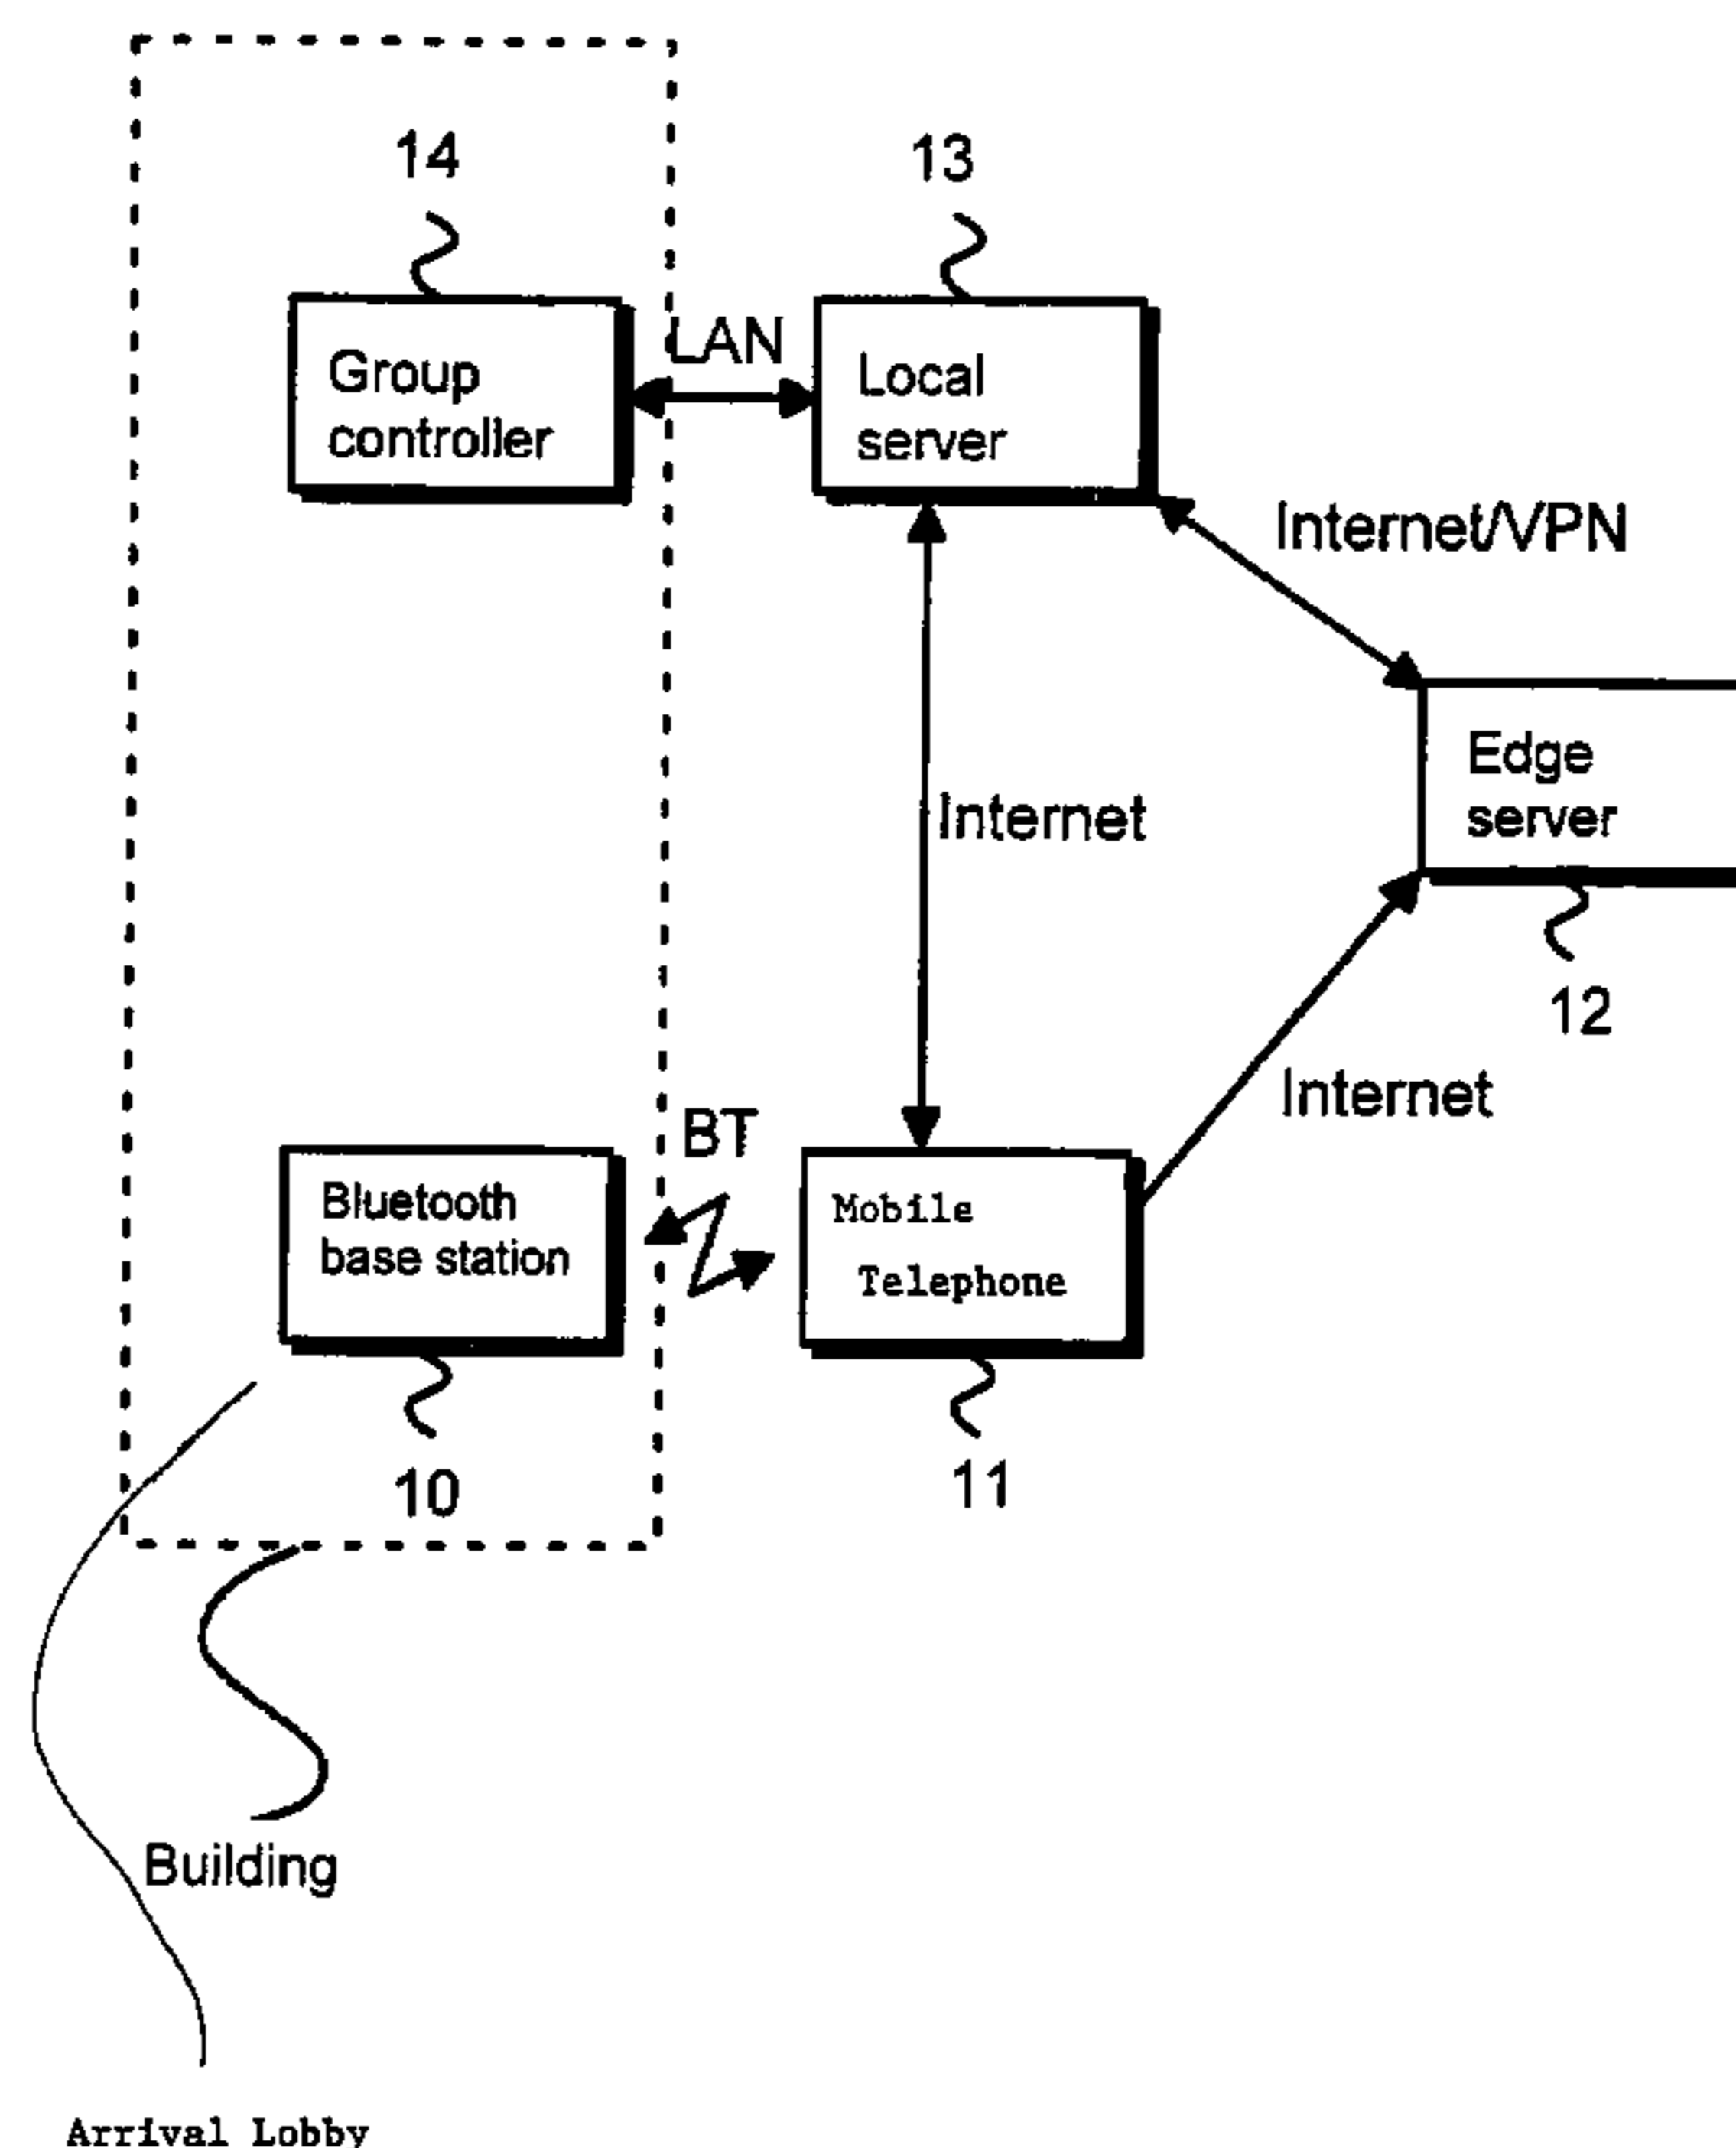 14
13
Group
controller
LAN
Local
server
Internet/VPN
Edge
server
Internet
12
Internet
BT
Bluetooth
base station
Mobile
Telephone
10
11
Building
Arrival Lobby